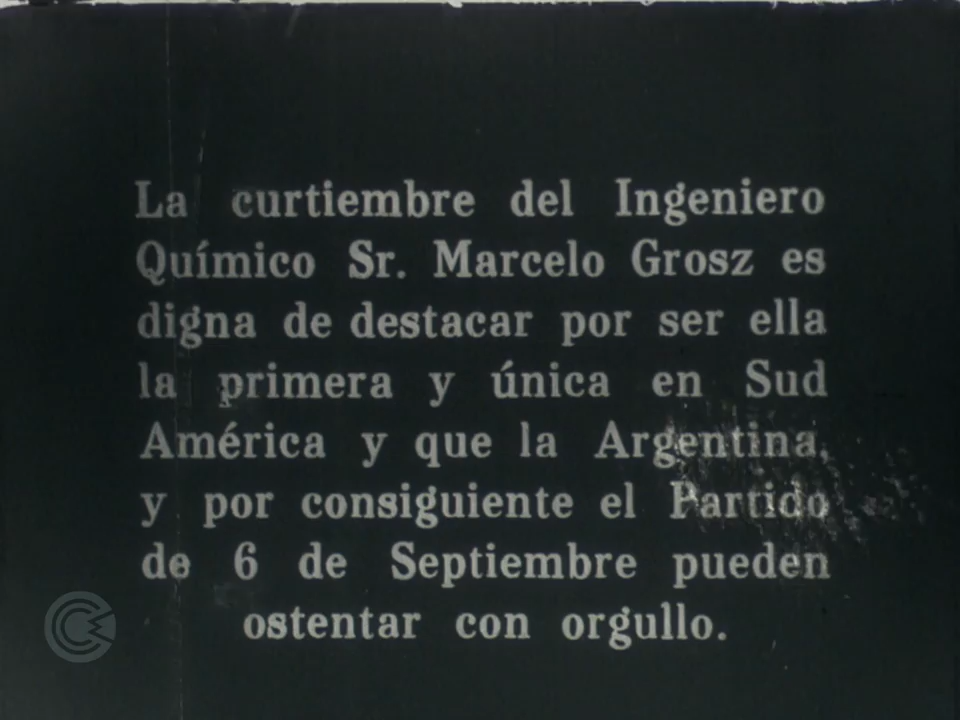 La curtiembre del Ingeniero
Químico Sr. Marcelo Grosz es
digna de destacar por ser ella
la primera y única en Sud
América y que la Argentina,
y por consiguiente el Partido
de 6 de Septiembre pueden
ostentar con orgullo.